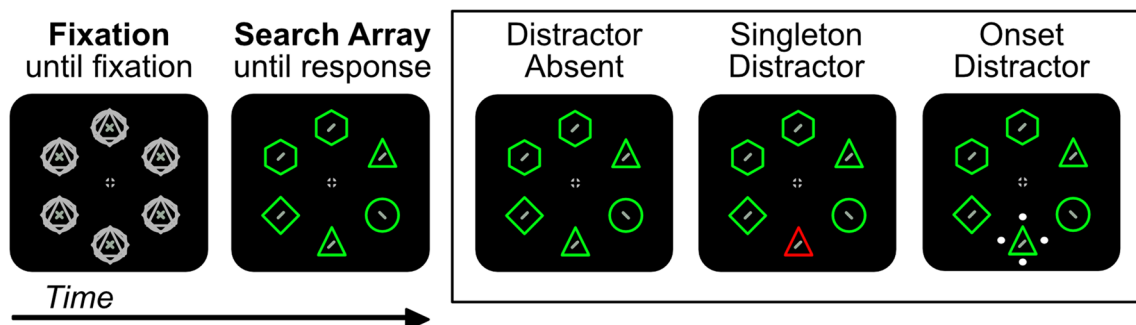 Fixation
until fixation
Search Array
until response
Distractor
Absent
Singleton
Distractor
Onset
Distractor
Time